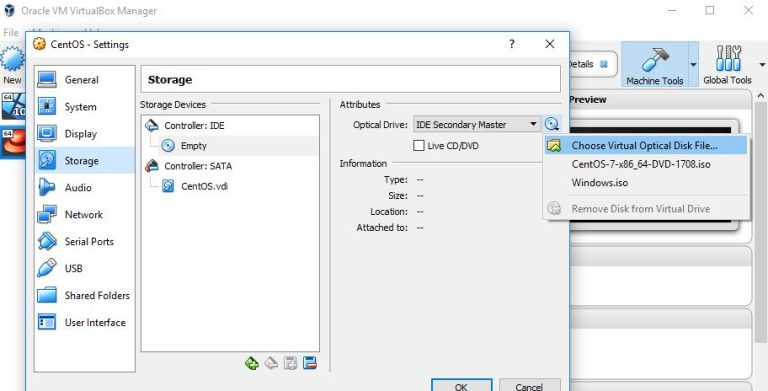 Oracle VM VirtualBox Manager
File
CentOS - Settings
? ×
New
64
64
General
System
Display
Storage
Audio
Network
Serial Ports
USB
Shared Folders
User Interface
Storage
Storage Devices
Controller: IDE
Empty
Controller: SATA
CentOS.vdi
Attributes
Optical Drive: IDE Secondary Master
Live CD/DVD
Information
Type: --
Size: --
Location: --
Attached to: --
OK Cancel
Details
Machine Tools
Global Tools
Preview
Choose Virtual Optical Disk File...
CentOS-7-x86_64-DVD-1708.iso
Windows.iso
Remove Disk from Virtual Drive